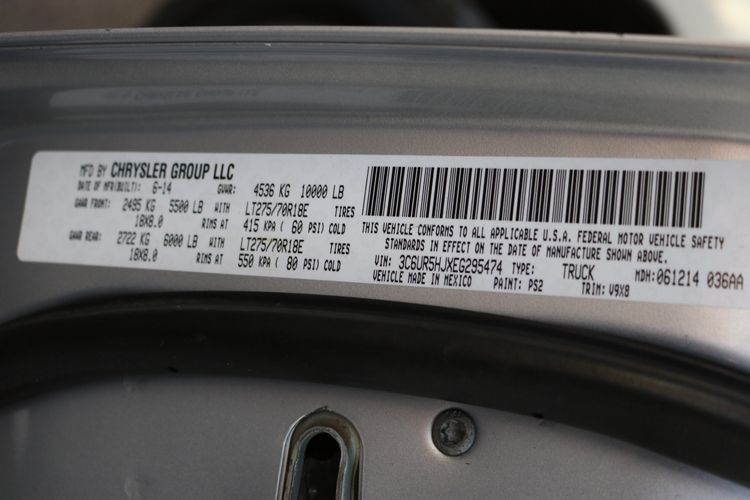 MFD BY CHRYSLER GROUP LLC
DATE OF MFR(BUILT): 6-14 GVWR: 4536 KG 10000 LB
GAWR FRONT: 2495 KG 5500 LB WITH LT275/70R18E TIRES
18X8.0 RIMS AT 415 KPA ( 60 PSI) COLD
GAWR REAR: 2722 KG 6000 LB WITH LT275/70R18E TIRES
18X8.0 RIMS AT 550 KPA ( 80 PSI) COLD
THIS VEHICLE CONFORMS TO ALL APPLICABLE U.S.A. FEDERAL MOTOR VEHICLE SAFETY
STANDARDS IN EFFECT ON THE DATE OF MANUFACTURE SHOWN ABOVE.
VIN: 3C6UR5HJXEG295474 TYPE: TRUCK MDH: 061214 036AA
VEHICLE MADE IN MEXICO PAINT: PS2 TRIM: V9X8